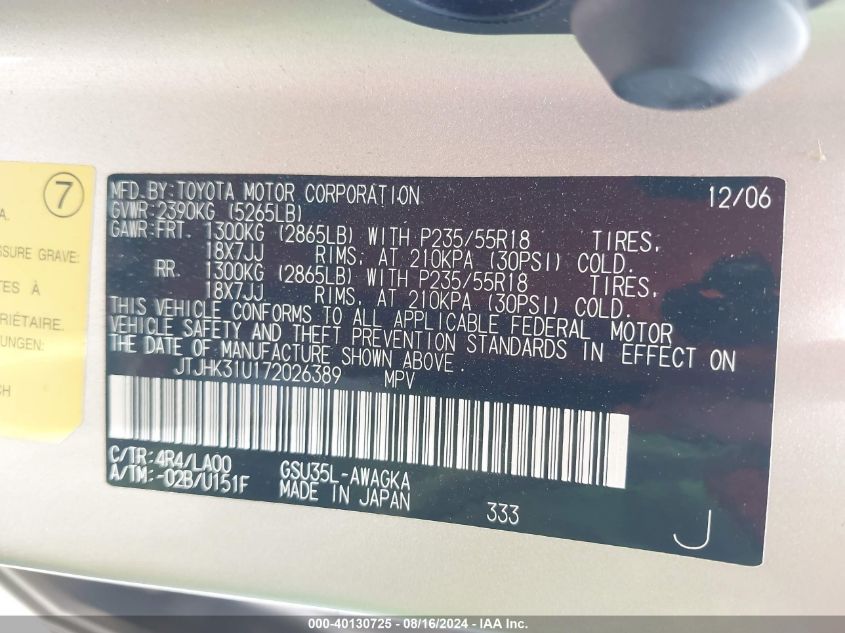 7
A.
SSURE GRAVE:
TES À
RIÉTAIRE.
UNGEN:
CH
MFD.BY:TOYOTA MOTOR CORPORATION 12/06
GVWR:2390KG (5265LB)
GAWR:FRT. 1300KG (2865LB) WITH P235/55R18 TIRES,
18X7JJ RIMS, AT 210KPA (30PSI) COLD.
RR. 1300KG (2865LB) WITH P235/55R18 TIRES,
18X7JJ RIMS, AT 210KPA (30PSI) COLD.
THIS VEHICLE CONFORMS TO ALL APPLICABLE FEDERAL MOTOR
VEHICLE SAFETY AND THEFT PREVENTION STANDARDS IN EFFECT ON
THE DATE OF MANUFACTURE SHOWN ABOVE.
JTJHK31U172026389 MPV
C/TR:4R4/LA00
A/TM:-02B/U151F
GSU35L-AWAGKA
MADE IN JAPAN
333
J
000-40130725 - 08/16/2024 - IAA Inc.